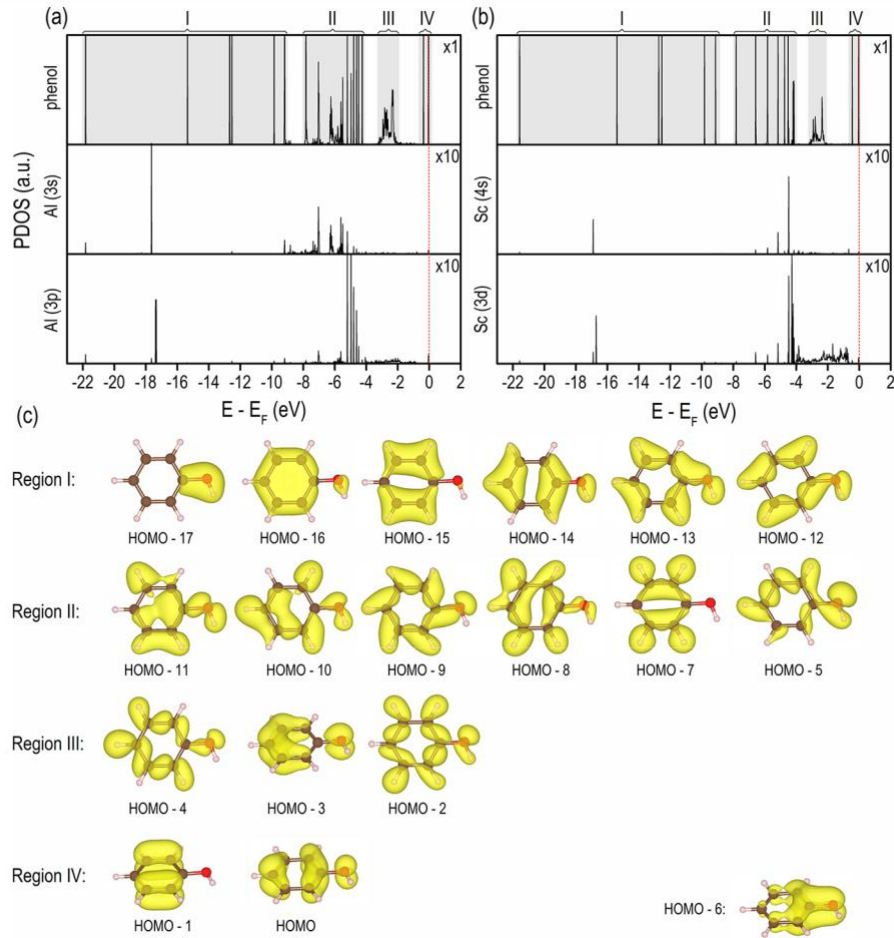 (a) I II III IV
(b) I II III IV
phenol x1
phenol x1
PDOS (a.u.)
Al (3s) x10
Sc (4s) x10
Al (3p) x10
Sc (3d) x10
-22 -20 -18 -16 -14 -12 -10 -8 -6 -4 -2 0 2
-22 -20 -18 -16 -14 -12 -10 -8 -6 -4 -2 0 2
E - EF (eV)
E - EF (eV)
(c)
Region I:
HOMO - 17 HOMO - 16 HOMO - 15 HOMO - 14 HOMO - 13 HOMO - 12
Region II:
HOMO - 11 HOMO - 10 HOMO - 9 HOMO - 8 HOMO - 7 HOMO - 5
Region III:
HOMO - 4 HOMO - 3 HOMO - 2
Region IV:
HOMO - 1 HOMO
HOMO - 6: